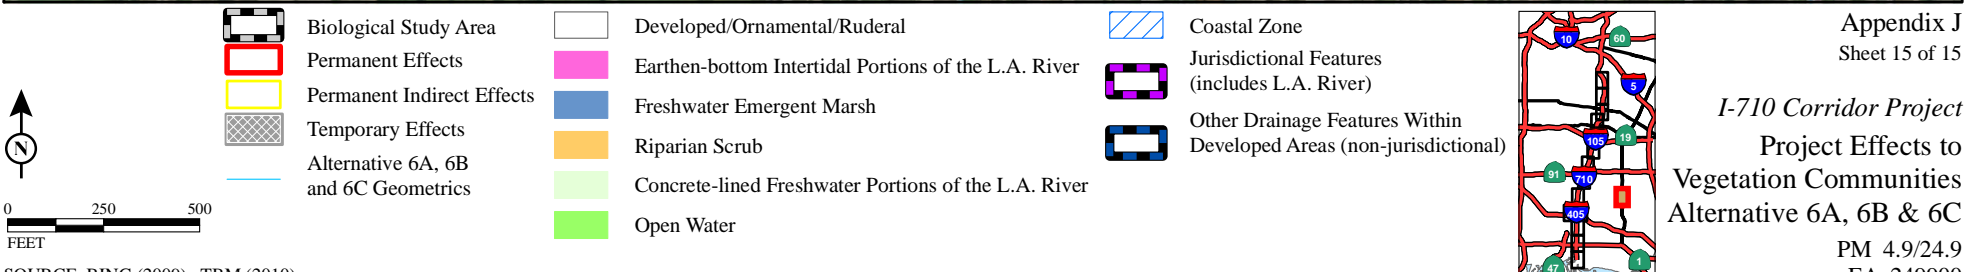 Biological Study Area
Permanent Effects
Permanent Indirect Effects
Temporary Effects
Alternative 6A, 6B
and 6C Geometrics
N
0 250 500
FEET
Developed/Ornamental/Ruderal
Earthen-bottom Intertidal Portions of the L.A. River
Freshwater Emergent Marsh
Riparian Scrub
Concrete-lined Freshwater Portions of the L.A. River
Open Water
Coastal Zone
Jurisdictional Features
(includes L.A. River)
Other Drainage Features Within
Developed Areas (non-jurisdictional)
10
60
5
105
19
91
710
405
47
1
Appendix J
Sheet 15 of 15
I-710 Corridor Project
Project Effects to
Vegetation Communities
Alternative 6A, 6B & 6C
PM 4.9/24.9